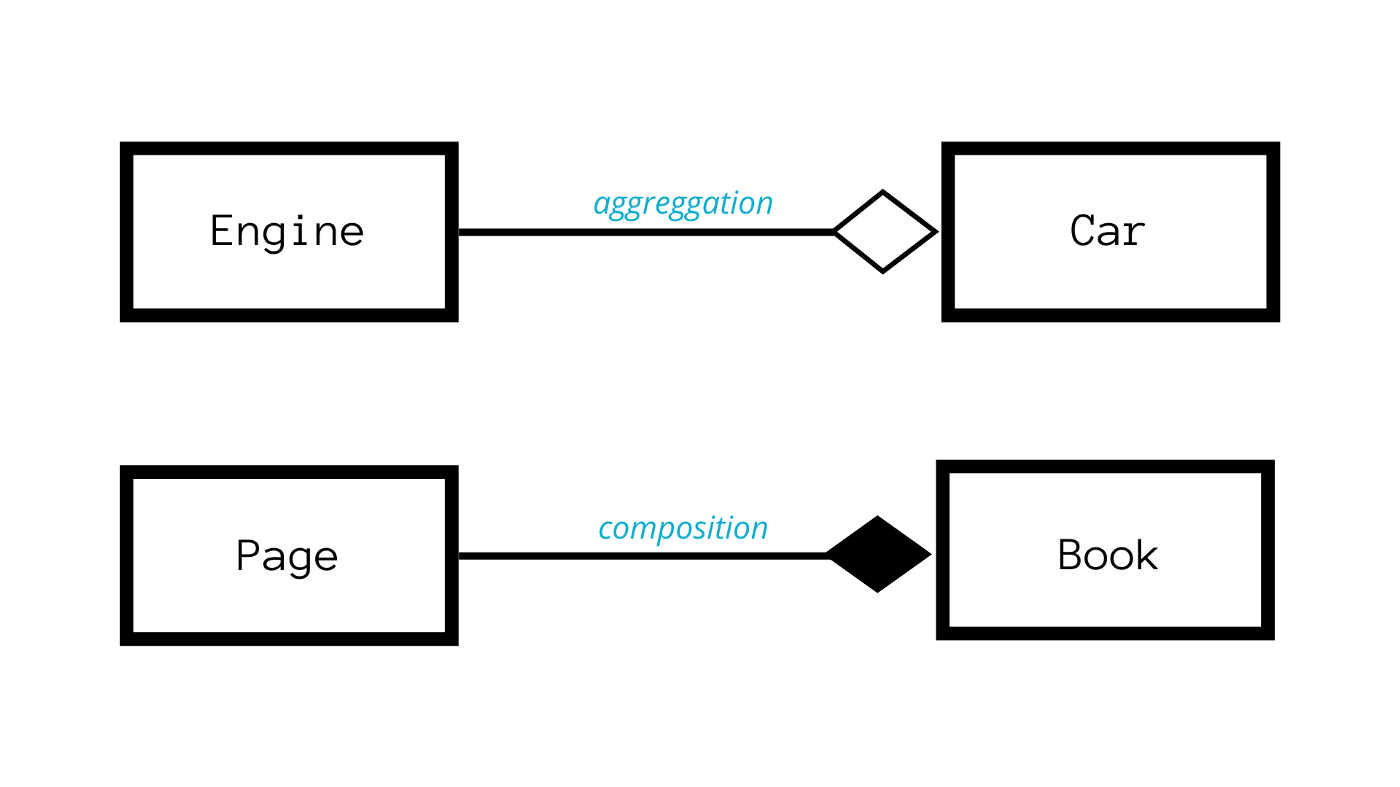 aggreggation
Engine
Car
composition
Page
Book